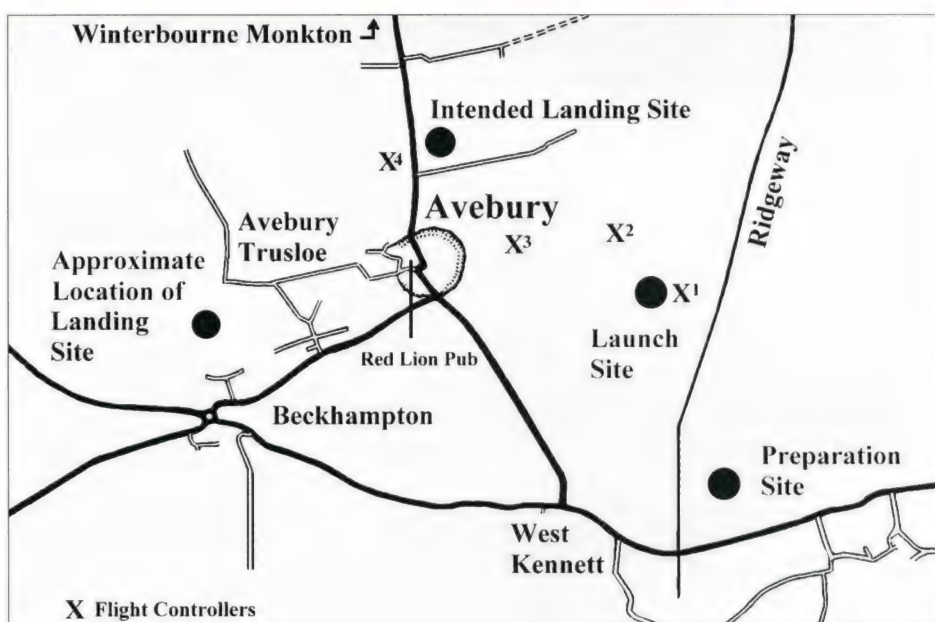 Winterbourne Monkton
Intended Landing Site
X4
Ridgeway
Avebury
Avebury
Trusloe
X3
X2
Approximate
Location of
Landing
Site
X1
Launch
Site
Red Lion Pub
Beckhampton
Preparation
Site
West
Kennett
X Flight Controllers